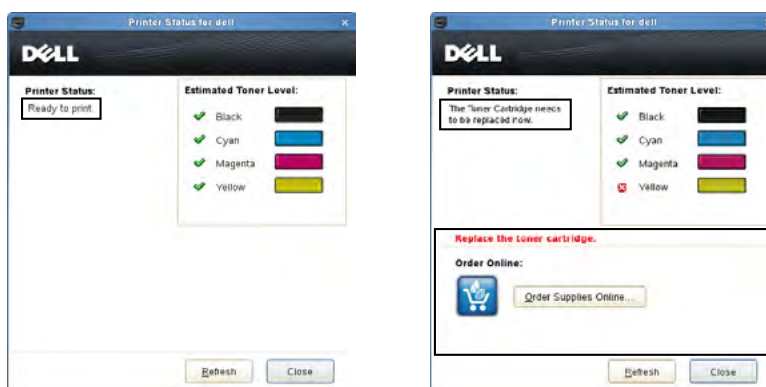 Printer Status for dell
DELL
Printer Status:
Ready to print.
Estimated Toner Level:
Black
Cyan
Magenta
Yellow
Refresh
Close
Printer Status for dell
DELL
Printer Status:
The Toner Cartridge needs
to be replaced now.
Estimated Toner Level:
Black
Cyan
Magenta
Yellow
Replace the toner cartridge.
Order Online:
Order Supplies Online...
Refresh
Close